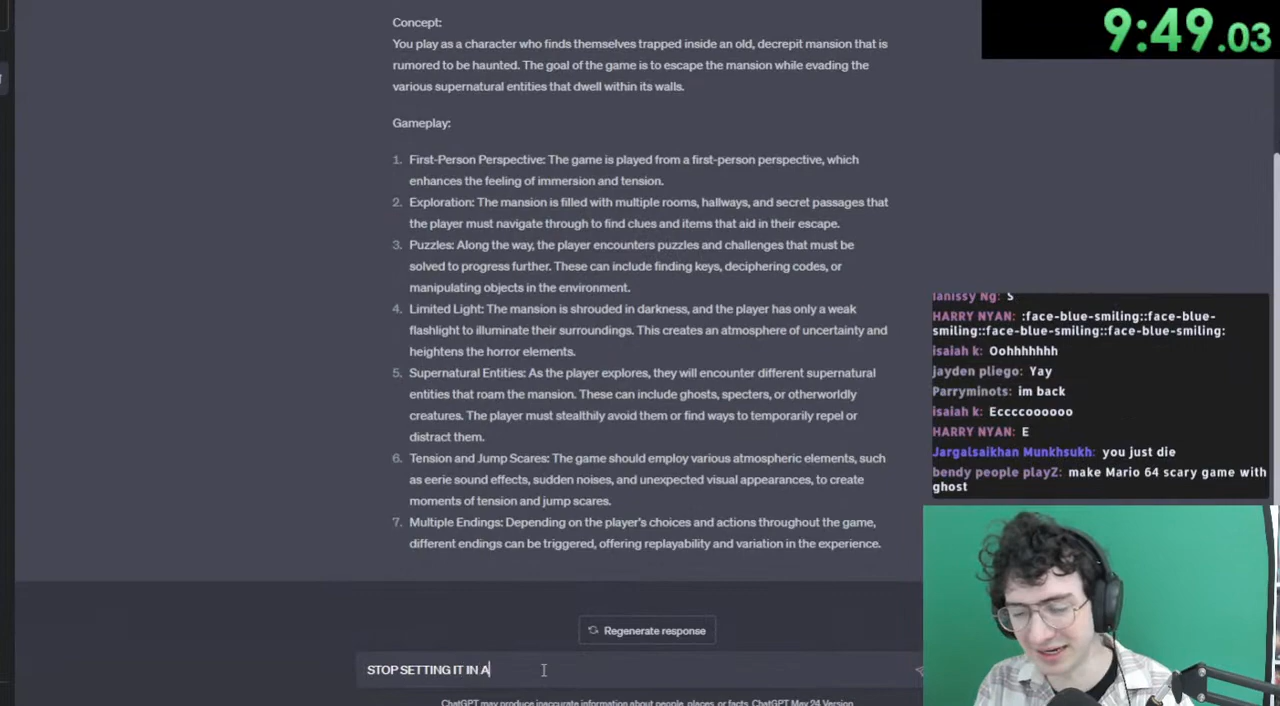 9:49.03
Concept:
You play as a character who finds themselves trapped inside an old, decrepit mansion that is
rumored to be haunted. The goal of the game is to escape the mansion while evading the
various supernatural entities that dwell within its walls.
Gameplay:
1. First-Person Perspective: The game is played from a first-person perspective, which
enhances the feeling of immersion and tension.
2. Exploration: The mansion is filled with multiple rooms, hallways, and secret passages that
the player must navigate through to find clues and items that aid in their escape.
3. Puzzles: Along the way, the player encounters puzzles and challenges that must be
solved to progress further. These can include finding keys, deciphering codes, or
manipulating objects in the environment.
4. Limited Light: The mansion is shrouded in darkness, and the player has only a weak
flashlight to illuminate their surroundings. This creates an atmosphere of uncertainty and
heightens the horror elements.
5. Supernatural Entities: As the player explores, they will encounter different supernatural
entities that roam the mansion. These can include ghosts, specters, or otherworldly
creatures. The player must stealthily avoid them or find ways to temporarily repel or
distract them.
6. Tension and Jump Scares: The game should employ various atmospheric elements, such
as eerie sound effects, sudden noises, and unexpected visual appearances, to create
moments of tension and jump scares.
7. Multiple Endings: Depending on the player's choices and actions throughout the game,
different endings can be triggered, offering replayability and variation in the experience.
Ng: S
HARRY NYAN: :face-blue-smiling::face-blue-
smiling::face-blue-smiling::face-blue-smiling:
isaiah k: Oohhhhhhh
jayden pliego: Yay
Parryminots: im back
isaiah k: Eccccoooooo
HARRY NYAN: E
Jargalsaikhan Munkhsukh: you just die
bendy people playZ: make Mario 64 scary game with
ghost
Regenerate response
STOP SETTING IT IN A
ChatGPT may produce inaccurate information about people, places, or facts. ChatGPT May 24 Version